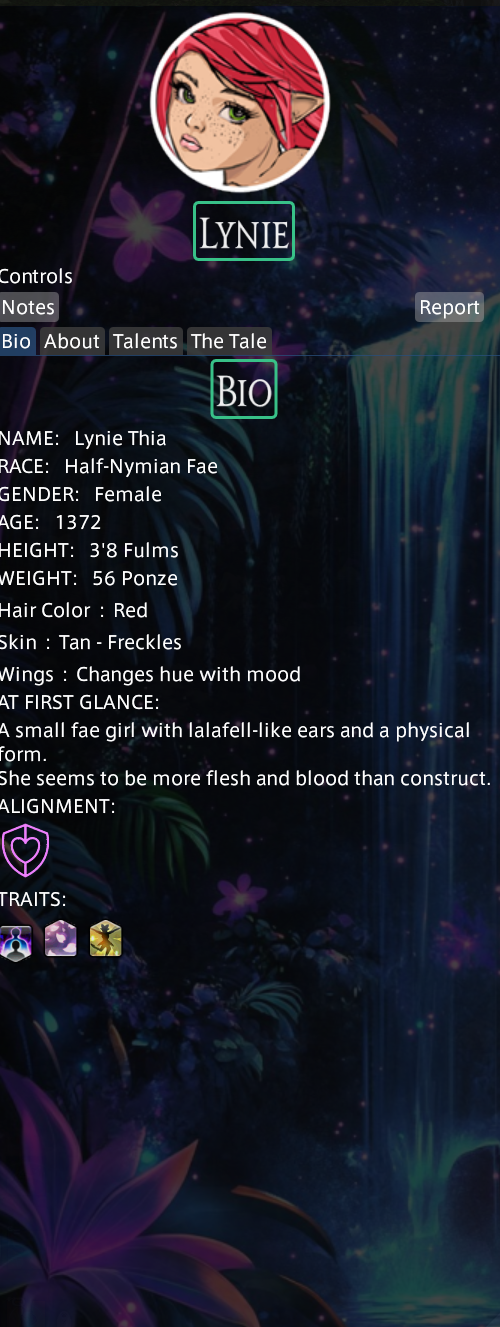 LYNIE
Controls
Notes Report
Bio About Talents The Tale
BIO
NAME: Lynie Thia
RACE: Half-Nymian Fae
GENDER: Female
AGE: 1372
HEIGHT: 3'8 Fulms
WEIGHT: 56 Ponze
Hair Color : Red
Skin : Tan - Freckles
Wings : Changes hue with mood
AT FIRST GLANCE:
A small fae girl with lalafell-like ears and a physical
form.
She seems to be more flesh and blood than construct.
ALIGNMENT:
TRAITS: